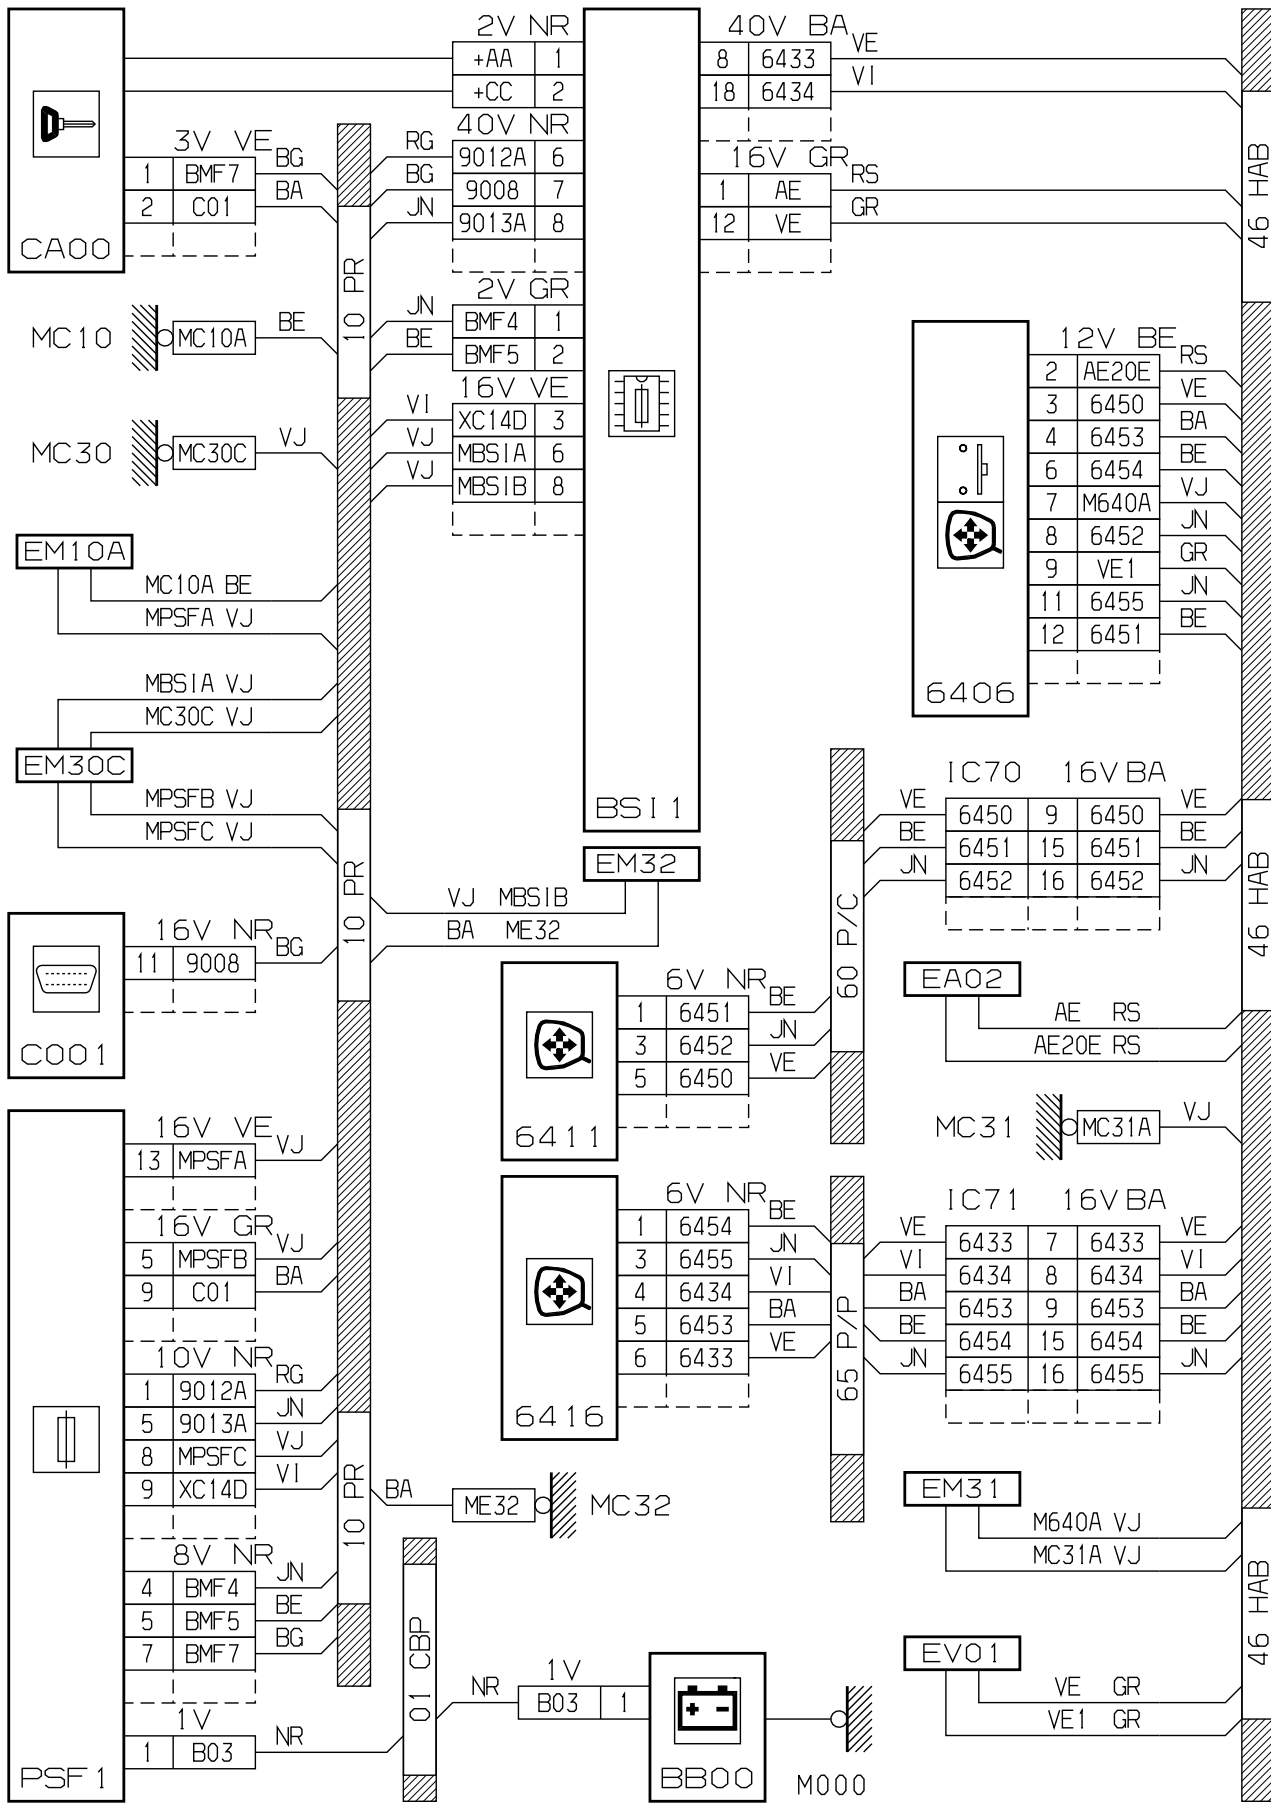 CA00
3V VE
1 BMF7 BG
2 C01 BA
MC10 MC10A BE
MC30 MC30C VJ
EM10A
MC10A BE
MPSFA VJ
MBSIA VJ
MC30C VJ
EM30C
MPSFB VJ
MPSFC VJ
C001
16V NR
11 9008 BG
PSF1
16V VE
13 MPSFA VJ
16V GR
5 MPSFB VJ
9 C01 BA
10V NR
1 9012A RG
5 9013A JN
8 MPSFC VJ
9 XC14D VI
8V NR
4 BMF4 JN
5 BMF5 BE
7 BMF7 BG
1V
1 B03 NR
10 PR
10 PR
10 PR
2V NR
+AA 1
+CC 2
40V NR
RG 9012A 6
BG 9008 7
JN 9013A 8
2V GR
JN BMF4 1
BE BMF5 2
16V VE
VI XC14D 3
VJ MBSIA 6
VJ MBSIB 8
BSI1
40V BA
8 6433 VE
18 6434 VI
16V GR
1 AE RS
12 VE GR
EM32
VJ MBSIB
BA ME32
6411
6V NR
1 6451 BE
3 6452 JN
5 6450 VE
6416
6V NR
1 6454 BE
3 6455 JN
4 6434 VI
5 6453 BA
6 6433 VE
BA ME32 MC32
01 CBP
NR
1V
B03 1
BB00
M000
60 P/C
65 P/P
6406
12V BE
2 AE20E RS
3 6450 VE
4 6453 BA
6 6454 BE
7 M640A VJ
8 6452 JN
9 VE1 GR
11 6455 JN
12 6451 BE
IC70 16V BA
VE 6450 9 6450 VE
BE 6451 15 6451 BE
JN 6452 16 6452 JN
EA02
AE RS
AE20E RS
MC31 MC31A VJ
IC71 16V BA
VE 6433 7 6433 VE
VI 6434 8 6434 VI
BA 6453 9 6453 BA
BE 6454 15 6454 BE
JN 6455 16 6455 JN
EM31
M640A VJ
MC31A VJ
EV01
VE GR
VE1 GR
46 HAB
46 HAB
46 HAB